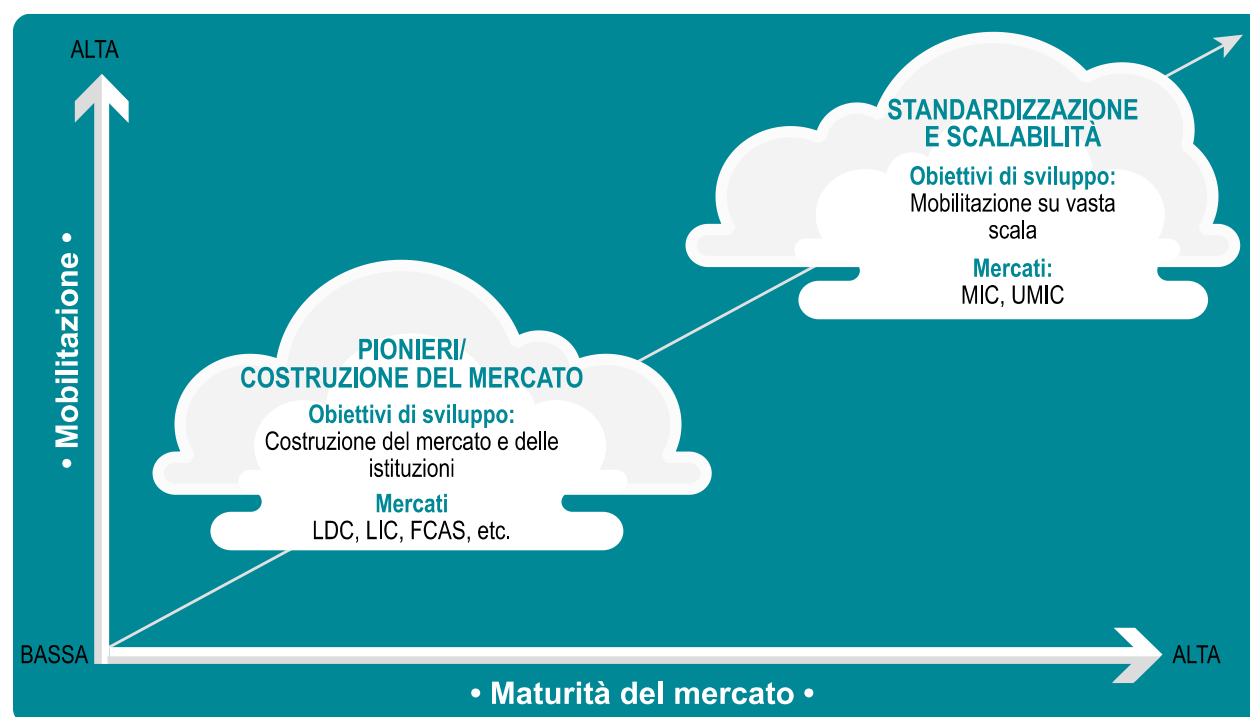 ALTA
• Mobilitazione •
STANDARDIZZAZIONE
E SCALABILITÀ
Obiettivi di sviluppo:
Mobilitazione su vasta
scala
Mercati:
MIC, UMIC
PIONIERI/
COSTRUZIONE DEL MERCATO
Obiettivi di sviluppo:
Costruzione del mercato e delle
istituzioni
Mercati
LDC, LIC, FCAS, etc.
BASSA
ALTA
• Maturità del mercato •